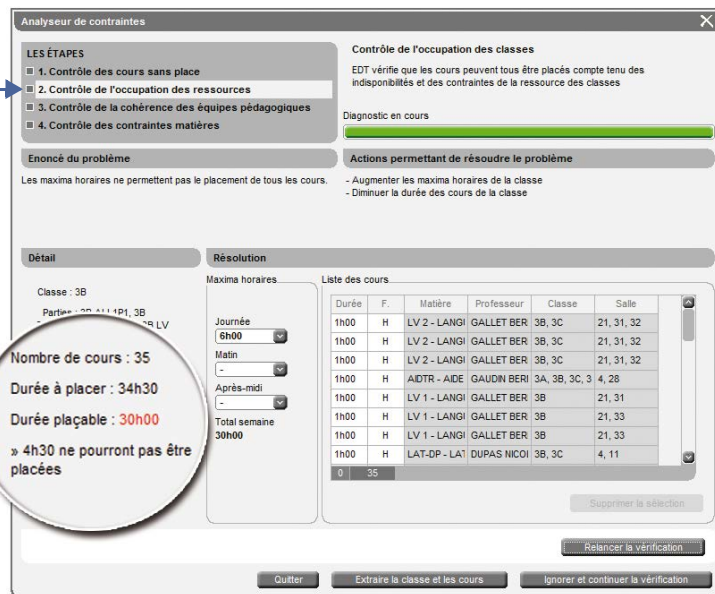 Analyseur de contraintes
LES ÉTAPES
1. Contrôle des cours sans place
2. Contrôle de l'occupation des ressources
3. Contrôle de la cohérence des équipes pédagogiques
4. Contrôle des contraintes matières
Contrôle de l'occupation des classes
EDT vérifie que les cours peuvent tous être placés compte tenu des
indisponibilités et des contraintes de la ressource des classes
Diagnostic en cours
Enoncé du problème
Les maxima horaires ne permettent pas le placement de tous les cours.
Actions permettant de résoudre le problème
- Augmenter les maxima horaires de la classe
- Diminuer la durée des cours de la classe
Détail
Classe : 3B
Parties : 3B ALL1P1, 3B
3B LV
Nombre de cours : 35
Durée à placer : 34h30
Durée plaçable : 30h00
» 4h30 ne pourront pas être
placées
Résolution
Maxima horaires
Journée
6h00
Matin
-
Après-midi
-
Total semaine
30h00
Liste des cours
Durée F. Matière Professeur Classe Salle
1h00 H LV 2 - LANGI GALLET BER 3B, 3C 21, 31, 32
1h00 H LV 2 - LANGI GALLET BER 3B, 3C 21, 31, 32
1h00 H LV 2 - LANGI GALLET BER 3B, 3C 21, 31, 32
1h00 H AIDTR - AIDE GAUDIN BERI 3A, 3B, 3C, 3 4, 28
1h00 H LV 1 - LANGI GALLET BER 3B 21, 31
1h00 H LV 1 - LANGI GALLET BER 3B 21, 33
1h00 H LV 1 - LANGI GALLET BER 3B 21, 33
1h00 H LAT-DP - LAT DUPAS NICOI 3B, 3C 4, 11
0 35
Supprimer la sélection
Relancer la vérification
Quitter
Extraire la classe et les cours
Ignorer et continuer la vérification